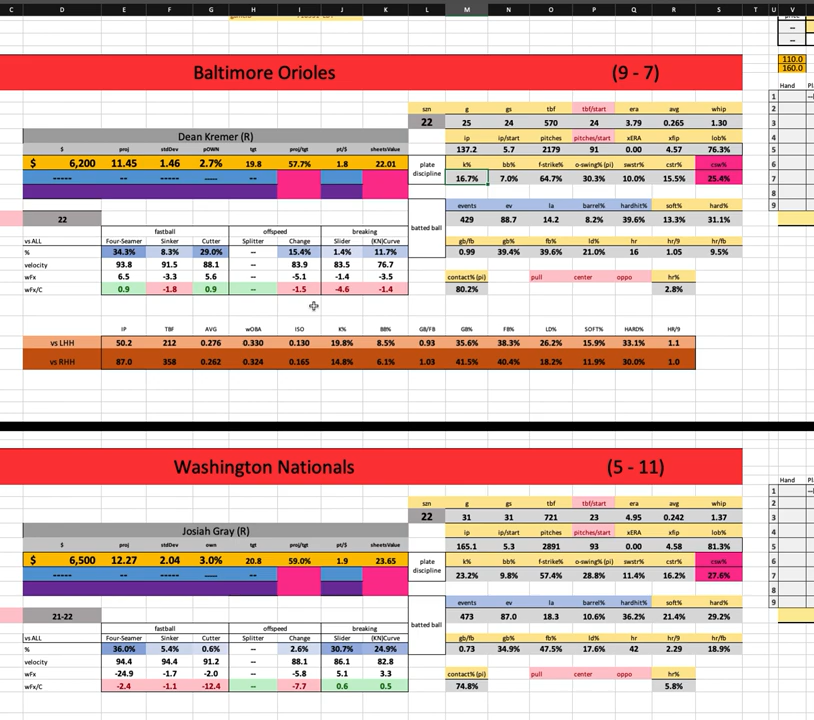 C D E F G H I J K L M N O P Q R S T U V
price
--
--
Baltimore Orioles (9 - 7)
110.0
160.0
Hand
szn g gs tbf tbf/start era avg whip
1
22 25 24 570 24 3.79 0.265 1.30
2
3
Dean Kremer (R)
ip ip/start pitches pitches/start xERA xfip lob%
4
$ proj stdDev pOWN tgt proj/tgt pt/$ sheetsValue
137.2 5.7 2179 91 0.00 4.57 76.3%
5
$ 6,200 11.45 1.46 2.7% 19.8 57.7% 1.8 22.01
plate discipline
k% bb% f-strike% o-swing% (pi) swstr% cstr% csw%
6
----- -- -- ---- --
16.7% 7.0% 64.7% 30.3% 10.0% 15.5% 25.4%
7
8
events ev la barrel% hardhit% soft% hard%
9
22
batted ball
429 88.7 14.2 8.2% 39.6% 13.3% 31.1%
fastball offspeed breaking
vsALL Four-Seamer Sinker Cutter Splitter Change Slider (KN)Curve
gb/fb gb% fb% ld% hr hr/9 hr/fb
% 34.3% 8.3% 29.0% -- 15.4% 1.4% 11.7%
0.99 39.4% 39.6% 21.0% 16 1.05 9.5%
velocity 93.8 91.5 88.1 -- 83.9 83.5 76.7
wFx 6.5 -3.3 5.6 -- -5.1 -1.4 -3.5
contact% (pi) pull center oppo hr%
wFx/C 0.9 -1.8 0.9 -- -1.5 -4.6 -1.4
80.2% 2.8%
IP TBF AVG wOBA ISO K% BB% GB/FB GB% FB% LD% SOFT% HARD% HR/9
vs LHH 50.2 212 0.276 0.330 0.130 19.8% 8.5% 0.93 35.6% 38.3% 26.2% 15.9% 33.1% 1.1
vs RHH 87.0 358 0.262 0.324 0.165 14.8% 6.1% 1.03 41.5% 40.4% 18.2% 11.9% 30.0% 1.0
Washington Nationals (5 - 11)
Hand
szn g gs tbf tbf/start era avg whip
1
22 31 31 721 23 4.95 0.242 1.37
2
3
Josiah Gray (R)
ip ip/start pitches pitches/start xERA xfip lob%
4
$ proj stdDev own tgt proj/tgt pt/$ sheetsValue
165.1 5.3 2891 93 0.00 4.58 81.3%
5
$ 6,500 12.27 2.04 3.0% 20.8 59.0% 1.9 23.65
plate discipline
k% bb% f-strike% o-swing% (pi) swstr% cstr% csw%
6
----- -- -- ---- --
23.2% 9.8% 57.4% 28.8% 11.4% 16.2% 27.6%
7
8
events ev la barrel% hardhit% soft% hard%
9
21-22
batted ball
473 87.0 18.3 10.6% 36.2% 21.4% 29.2%
fastball offspeed breaking
vsALL Four-Seamer Sinker Cutter Splitter Change Slider (KN)Curve
gb/fb gb% fb% ld% hr hr/9 hr/fb
% 36.0% 5.4% 0.6% -- 2.6% 30.7% 24.9%
0.73 34.9% 47.5% 17.6% 42 2.29 18.9%
velocity 94.4 94.4 91.2 88.1 86.1 82.8
wFx -24.9 -1.7 -2.0 -- -5.8 5.1 3.3
contact% (pi) pull center oppo hr%
wFx/C -2.4 -1.1 -12.4 -- -7.7 0.6 0.5
74.8% 5.8%